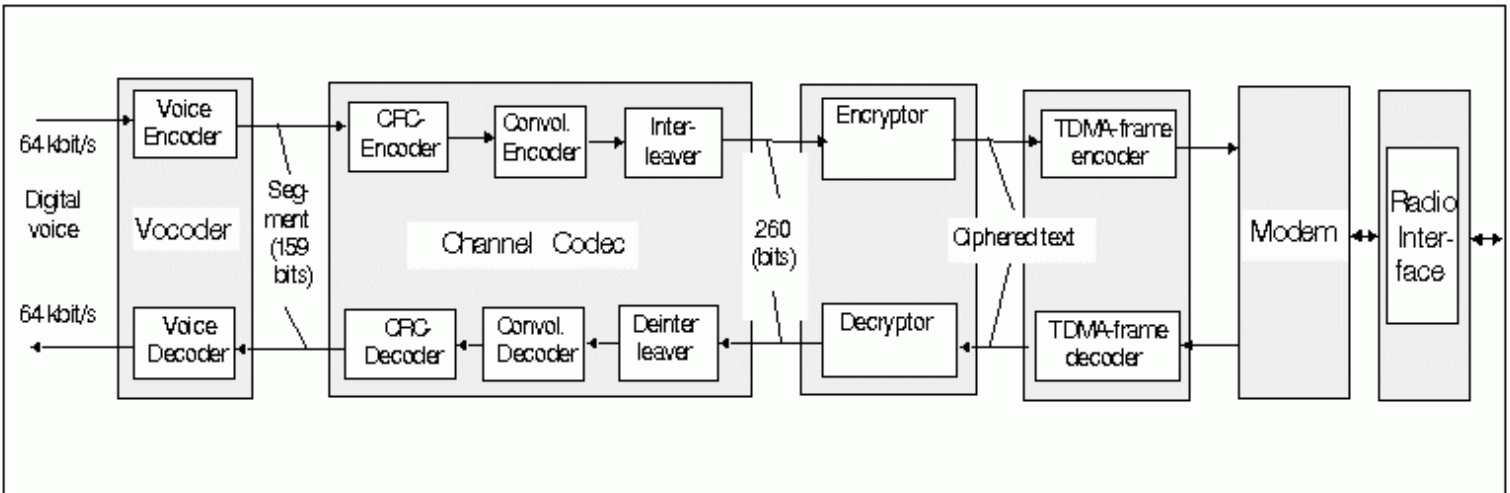 64 kbit/s
Digital
voice
64 kbit/s
Voice
Encoder
Vocoder
Voice
Decoder
Seg-
ment
(159
bits)
CRC-
Encoder
Convol.
Encoder
Inter-
leaver
Channel Codec
CRC-
Decoder
Convol.
Decoder
Deinter
leaver
260
(bits)
Encryptor
Decryptor
Ciphered text
TDMA-frame
encoder
TDMA-frame
decoder
Modem
Radio
Inter-
face